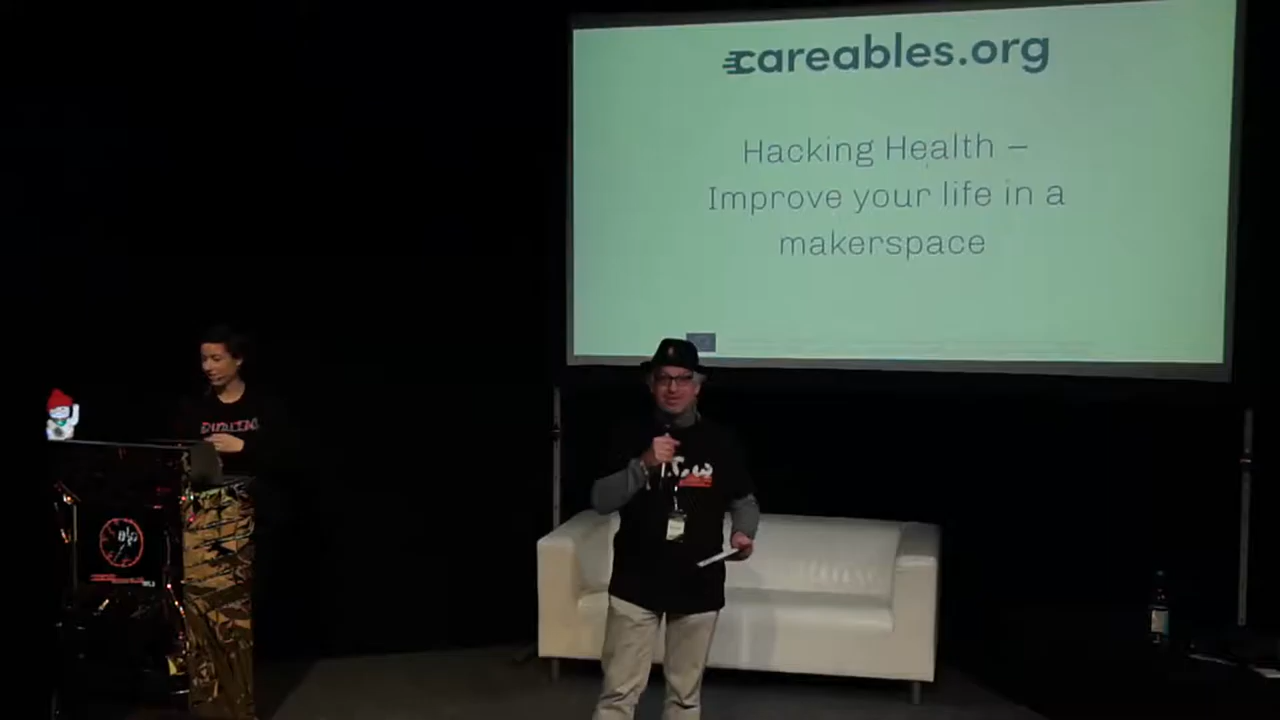 careables.org
Hacking Health –
Improve your life in a
makerspace